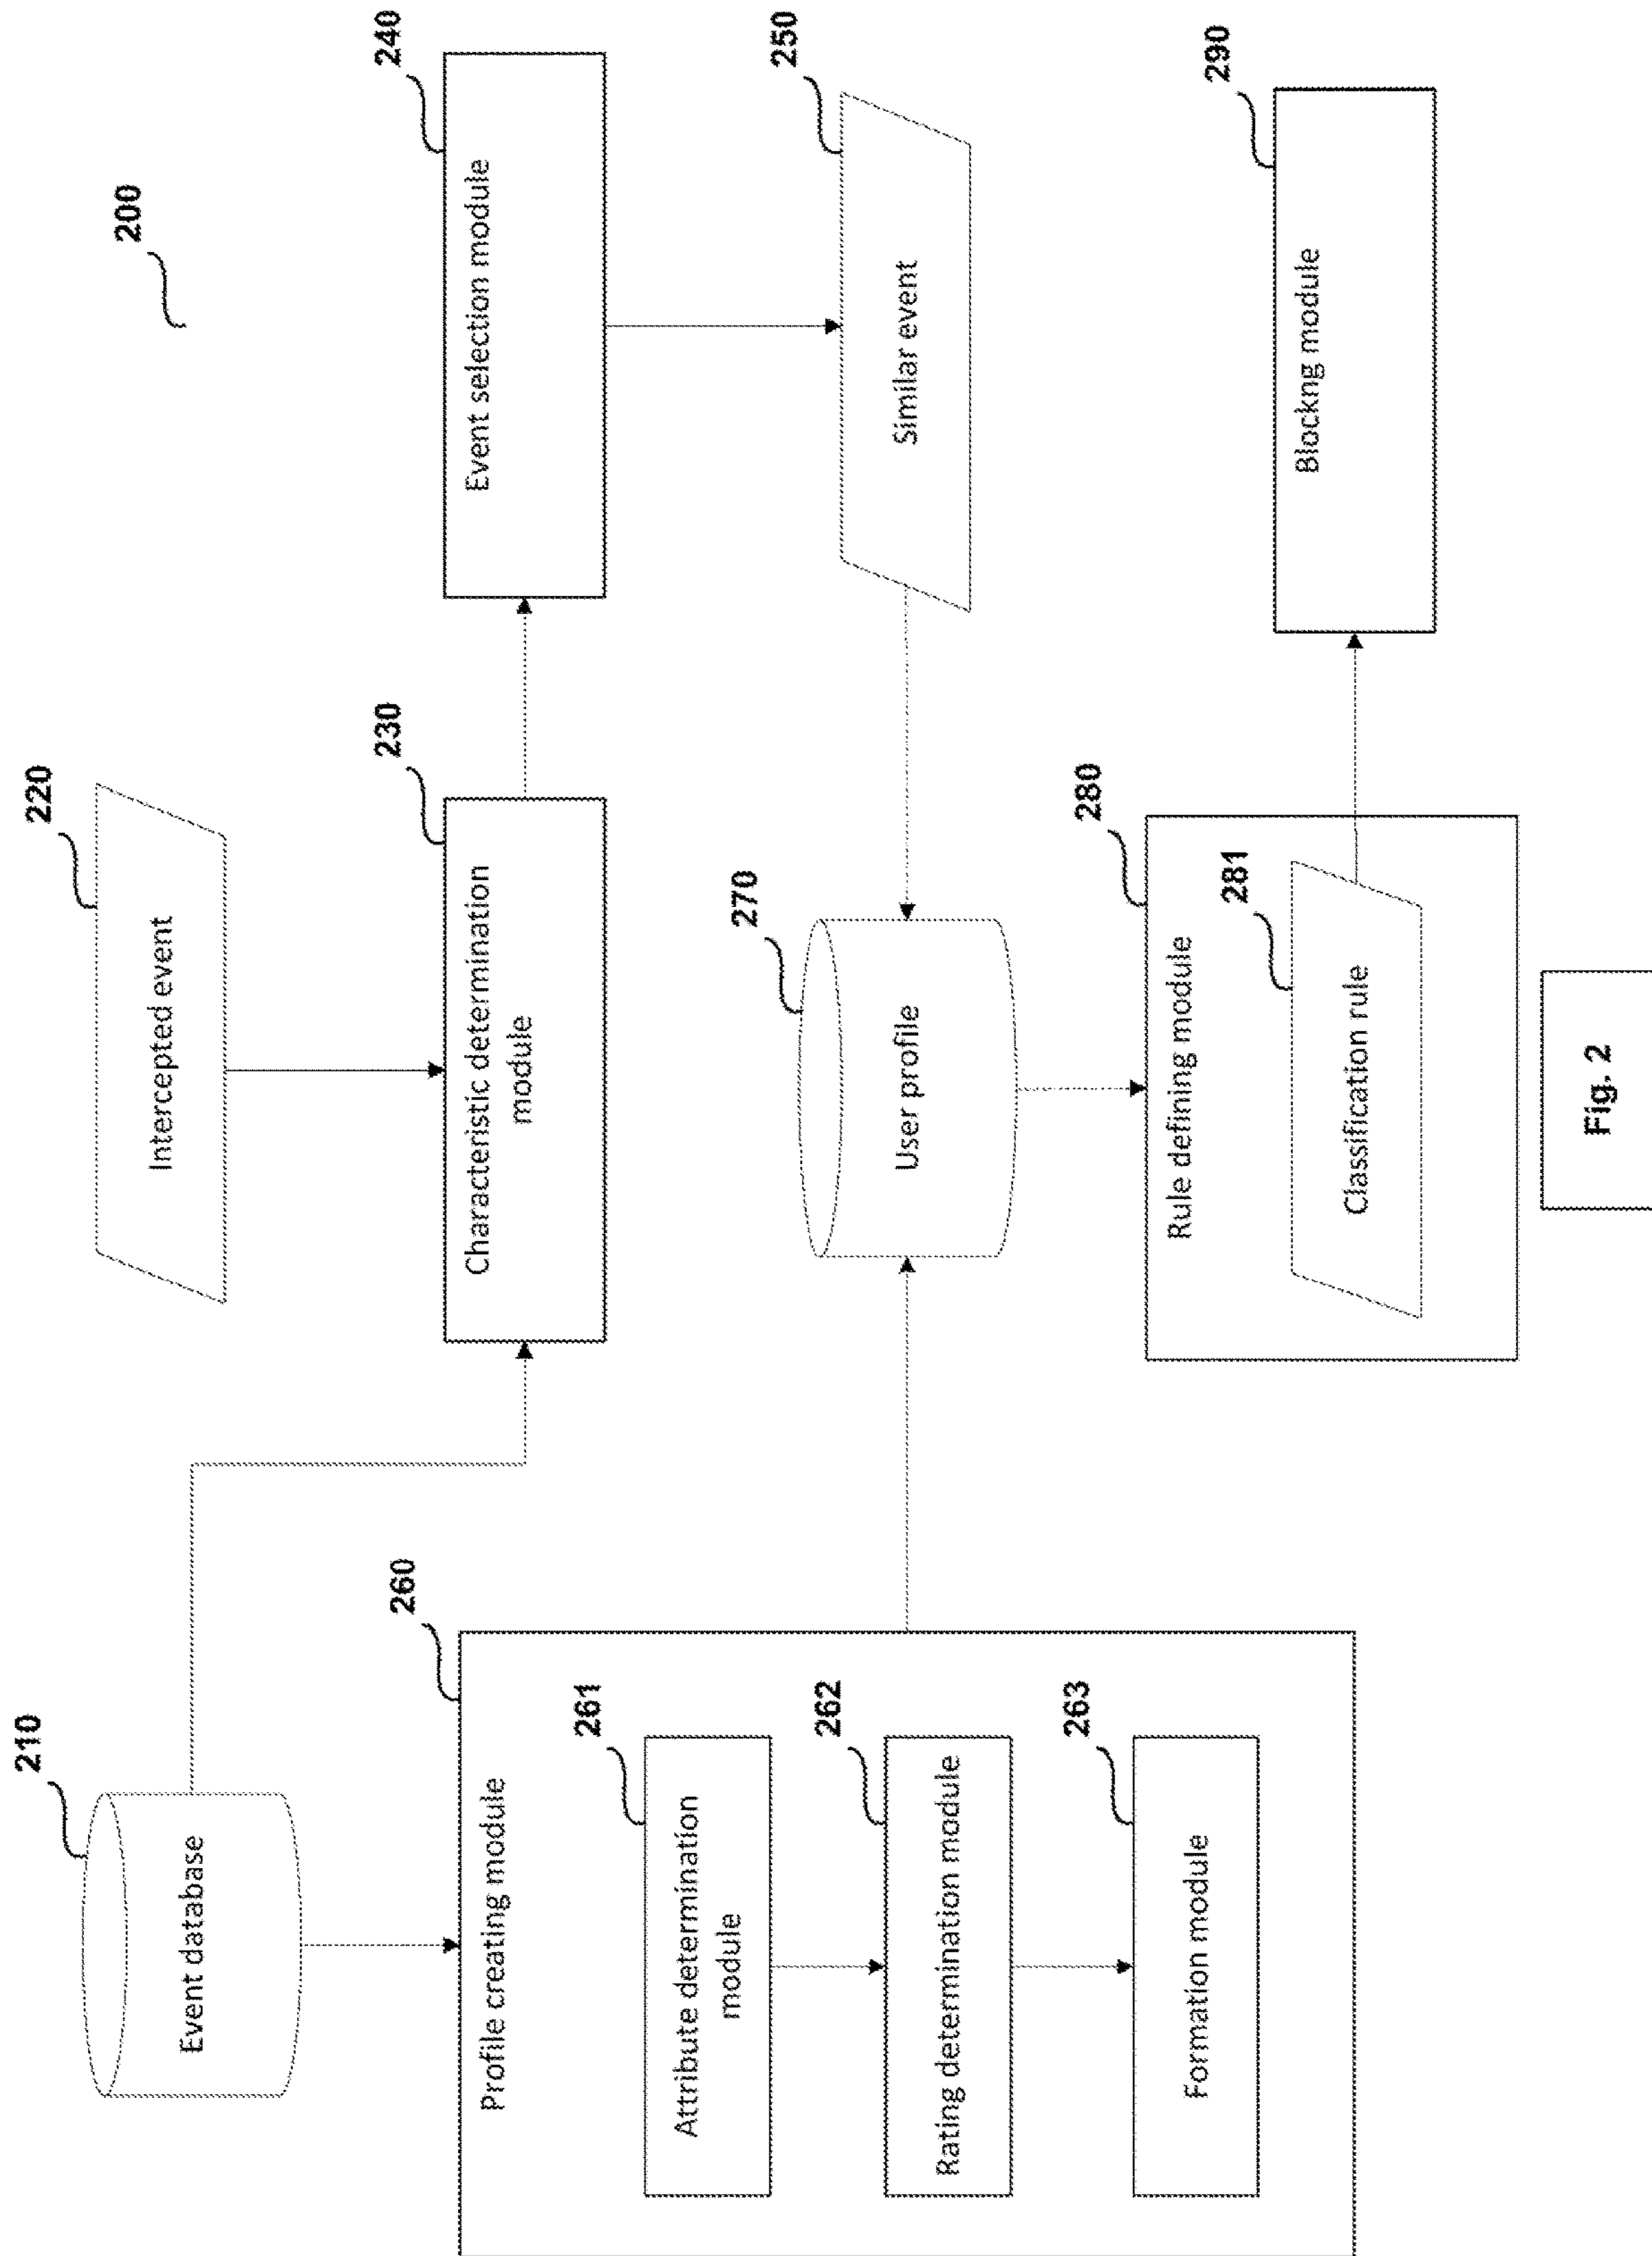 200
210
Event database
220
Intercepted event
230
Characteristic determination
module
240
Event selection module
250
Similar event
260
Profile creating module
261
Attribute determination
module
262
Rating determination module
263
Formation module
270
User profile
280
Rule defining module
281
Classification rule
290
Blockng module
Fig. 2